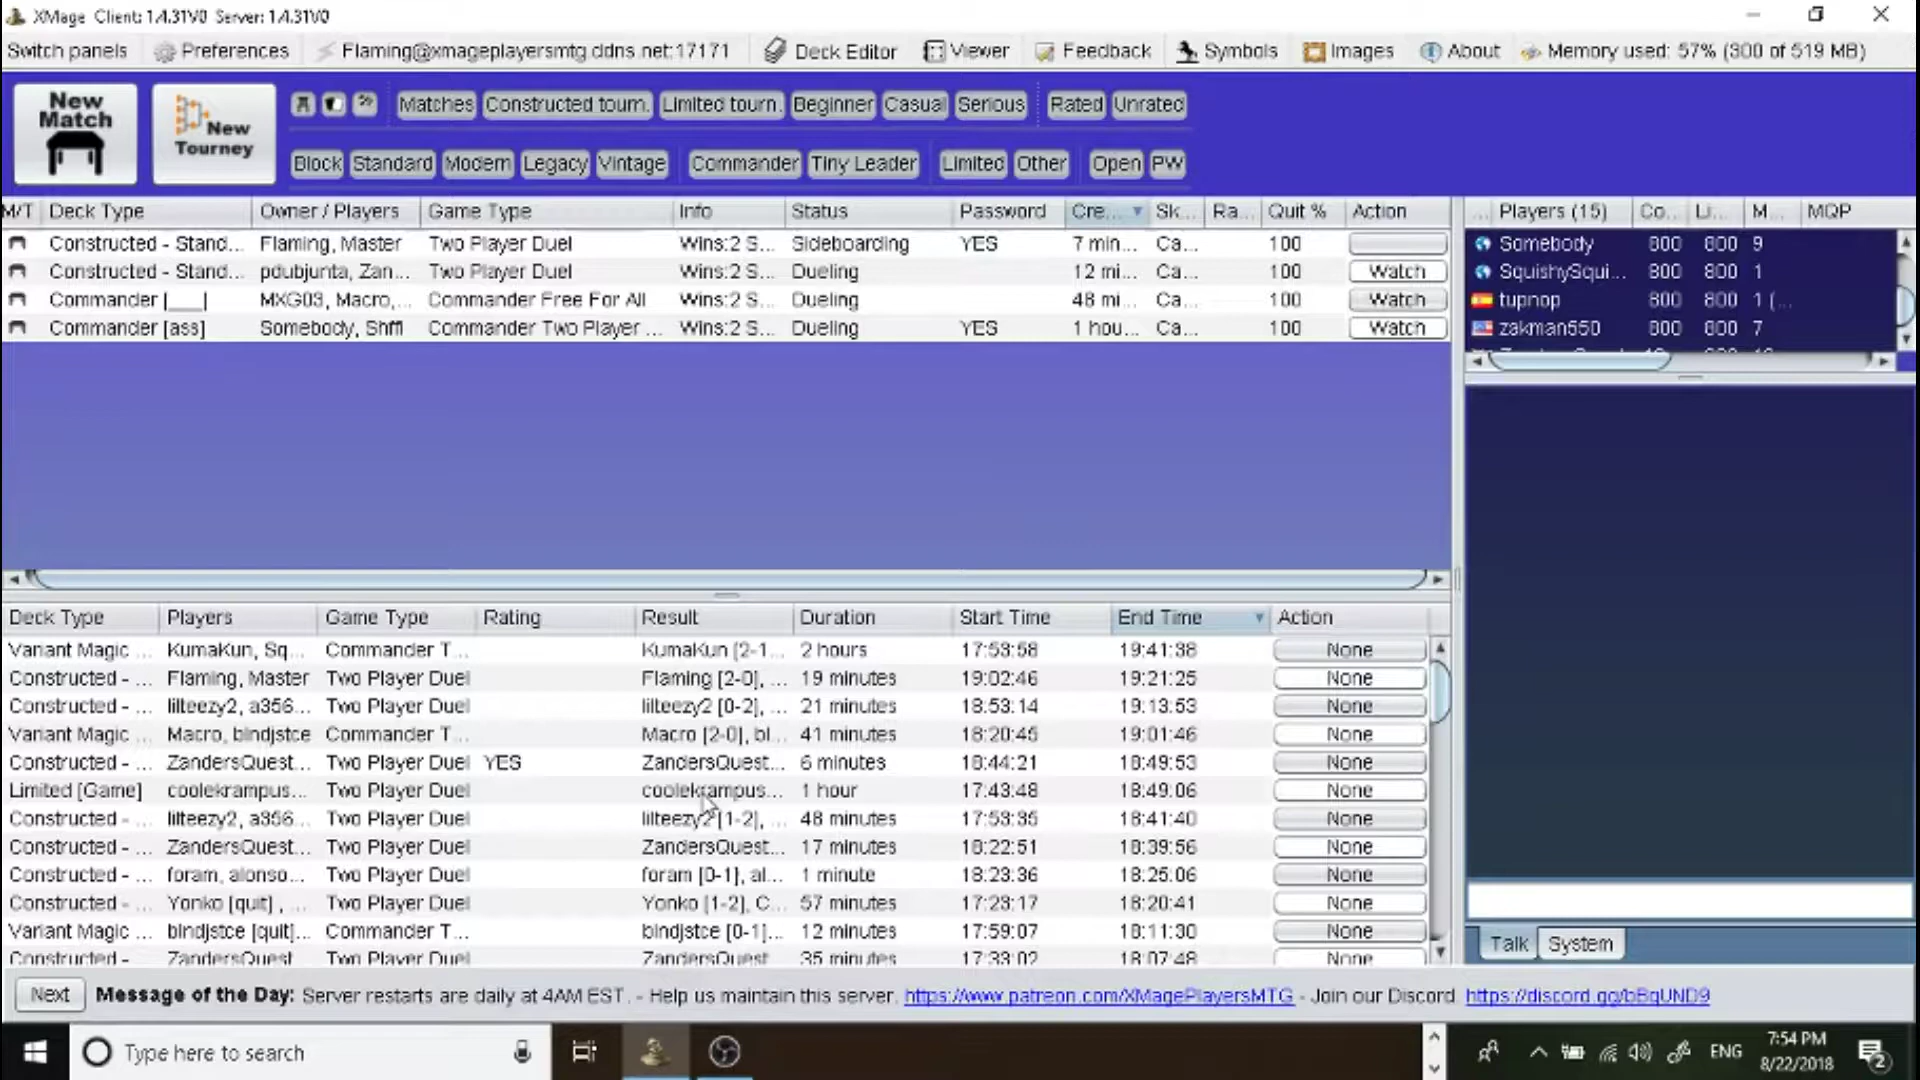 XMage Client: 1.4.31V0 Server: 1.4.31V0
Switch panels Preferences Flaming@xmageplayersmtg.ddns.net:17171 Deck Editor Viewer Feedback Symbols Images About Memory used: 57% (300 of 519 MB)
New Match
New Tourney
Matches Constructed tourn. Limited tourn. Beginner Casual Serious Rated Unrated
Block Standard Modern Legacy Vintage Commander Tiny Leader Limited Other Open PW
M/T Deck Type Owner / Players Game Type Info Status Password Cre... Sk... Ra... Quit % Action
Constructed - Stand... Flaming, Master Two Player Duel Wins:2 S... Sideboarding YES 7 min... Ca... 100
Constructed - Stand... pdubjunta, Zan... Two Player Duel Wins:2 S... Dueling 12 mi... Ca... 100 Watch
Commander [___] MXG03, Macro,... Commander Free For All Wins:2 S... Dueling 48 mi... Ca... 100 Watch
Commander [ass] Somebody, Shffl Commander Two Player ... Wins:2 S... Dueling YES 1 hou... Ca... 100 Watch
... Players (15) Co... Li... M... MQP
Somebody 800 800 9
SquishySqui... 800 800 1
tupnop 800 800 1 (...
zakman550 800 800 7
Deck Type Players Game Type Rating Result Duration Start Time End Time Action
Variant Magic ... KumaKun, Sq... Commander T... KumaKun [2-1... 2 hours 17:53:58 19:41:38 None
Constructed - ... Flaming, Master Two Player Duel Flaming [2-0], ... 19 minutes 19:02:46 19:21:25 None
Constructed - ... lilteezy2, a356... Two Player Duel lilteezy2 [0-2], ... 21 minutes 18:53:14 19:13:53 None
Variant Magic ... Macro, blndjstce Commander T... Macro [2-0], bl... 41 minutes 18:20:45 19:01:46 None
Constructed - ... ZandersQuest... Two Player Duel YES ZandersQuest... 6 minutes 18:44:21 18:49:53 None
Limited [Game] coolekrampus... Two Player Duel coolekrampus... 1 hour 17:43:48 18:49:06 None
Constructed - ... lilteezy2, a356... Two Player Duel lilteezy2 [1-2], ... 48 minutes 17:53:35 18:41:40 None
Constructed - ... ZandersQuest... Two Player Duel ZandersQuest... 17 minutes 18:22:51 18:39:56 None
Constructed - ... foram, alonso... Two Player Duel foram [0-1], al... 1 minute 18:23:36 18:25:06 None
Constructed - ... Yonko [quit] , ... Two Player Duel Yonko [1-2], C... 57 minutes 17:23:17 18:20:41 None
Variant Magic ... blndjstce [quit]... Commander T... blndjstce [0-1]... 12 minutes 17:59:07 18:11:30 None
Constructed - ZandersQuest Two Player Duel ZandersQuest 35 minutes 17:33:02 18:07:48 None
Talk System
Next Message of the Day: Server restarts are daily at 4AM EST. - Help us maintain this server, https://www.patreon.com/XMagePlayersMTG - Join our Discord https://discord.gg/bBqUND9
Type here to search
ENG 7:54 PM
8/22/2018
2